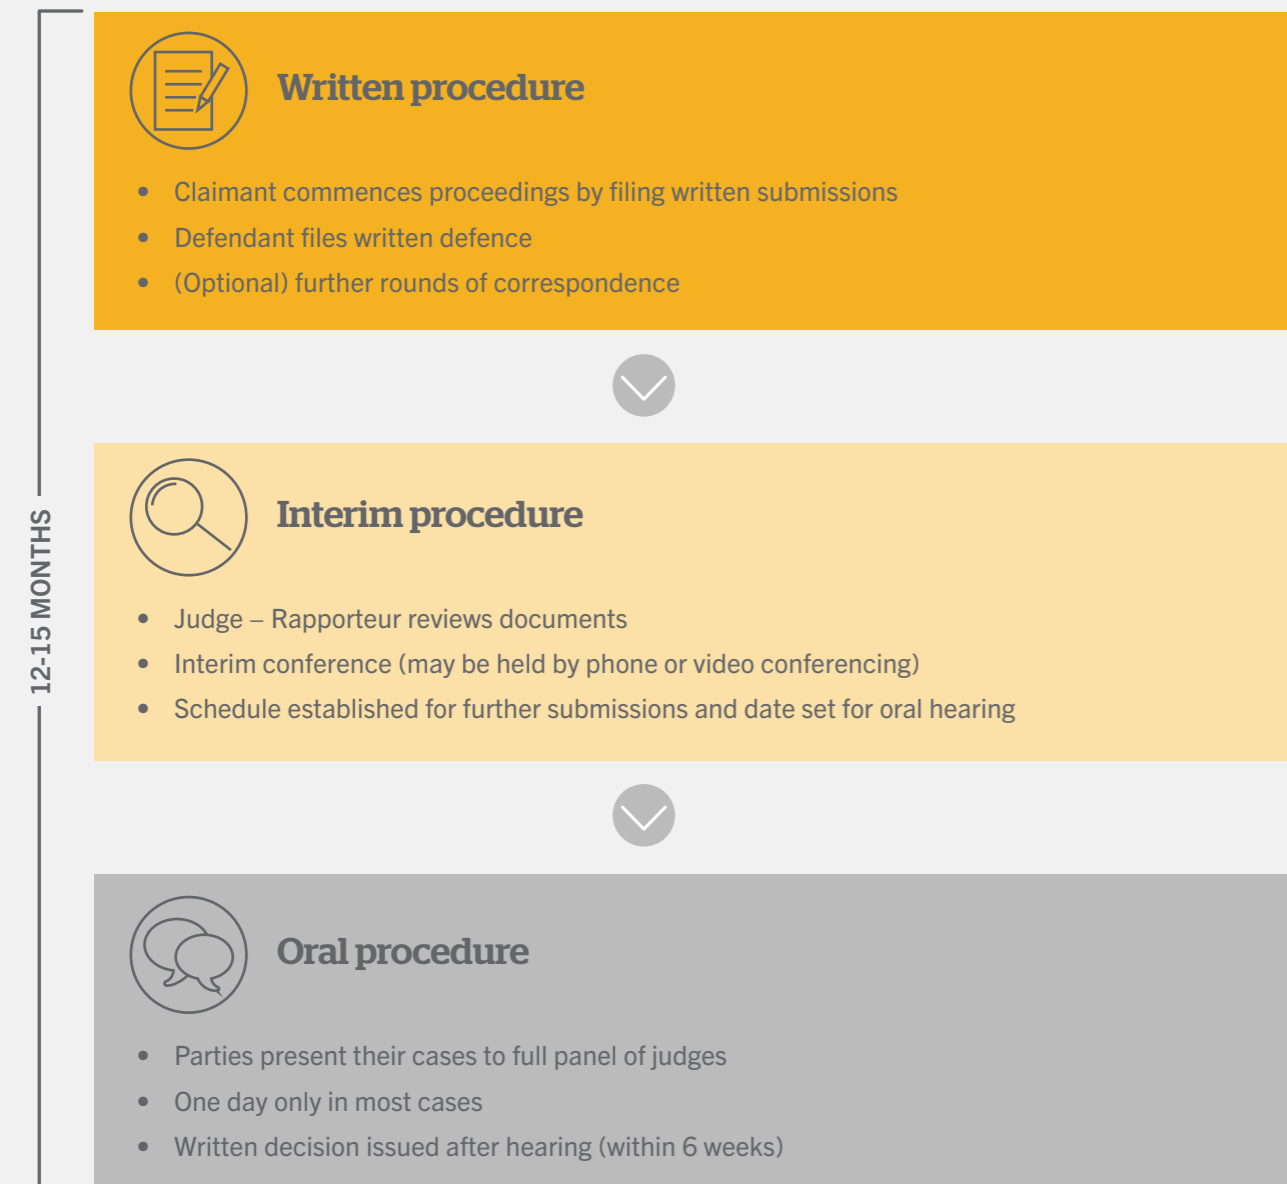 12-15 MONTHS
Written procedure
• Claimant commences proceedings by filing written submissions
• Defendant files written defence
• (Optional) further rounds of correspondence
Interim procedure
• Judge – Rapporteur reviews documents
• Interim conference (may be held by phone or video conferencing)
• Schedule established for further submissions and date set for oral hearing
Oral procedure
• Parties present their cases to full panel of judges
• One day only in most cases
• Written decision issued after hearing (within 6 weeks)